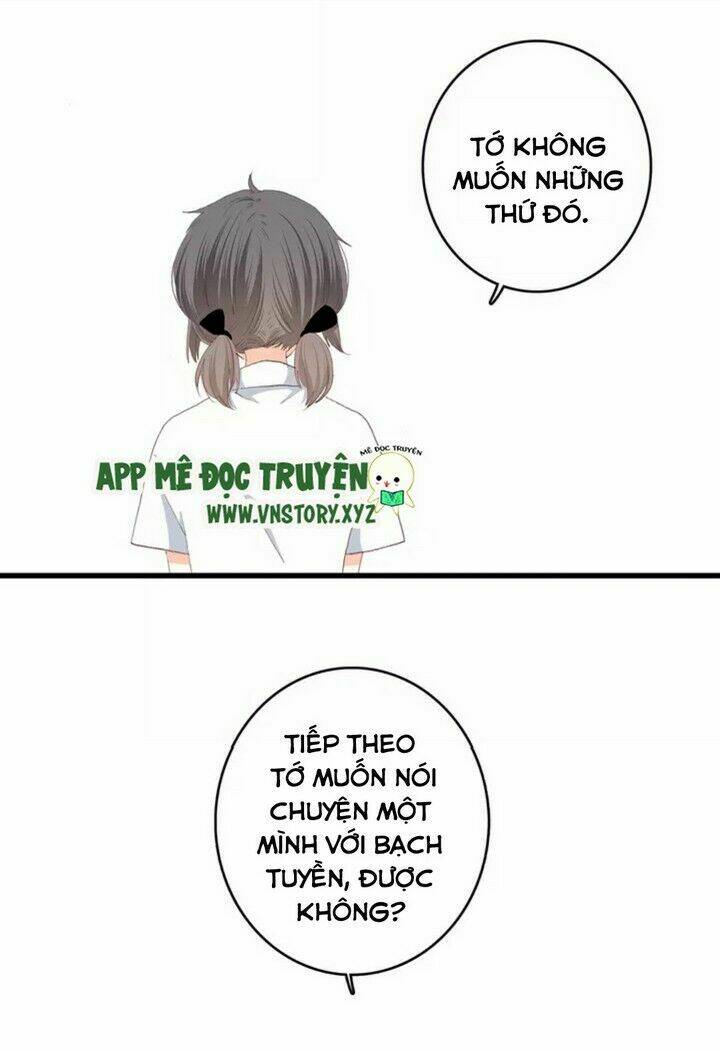 TỚ KHÔNG
MUỐN NHỮNG
THỨ ĐÓ.
MÊ ĐỌC TRUYỆN
APP MÊ ĐỌC TRUYỆN
WWW.VNSTORY.XYZ
TIẾP THEO
TỚ MUỐN NÓI
CHUYỆN MỘT
MÌNH VỚI BẠCH
TUYỀN, ĐƯỢC
KHÔNG?